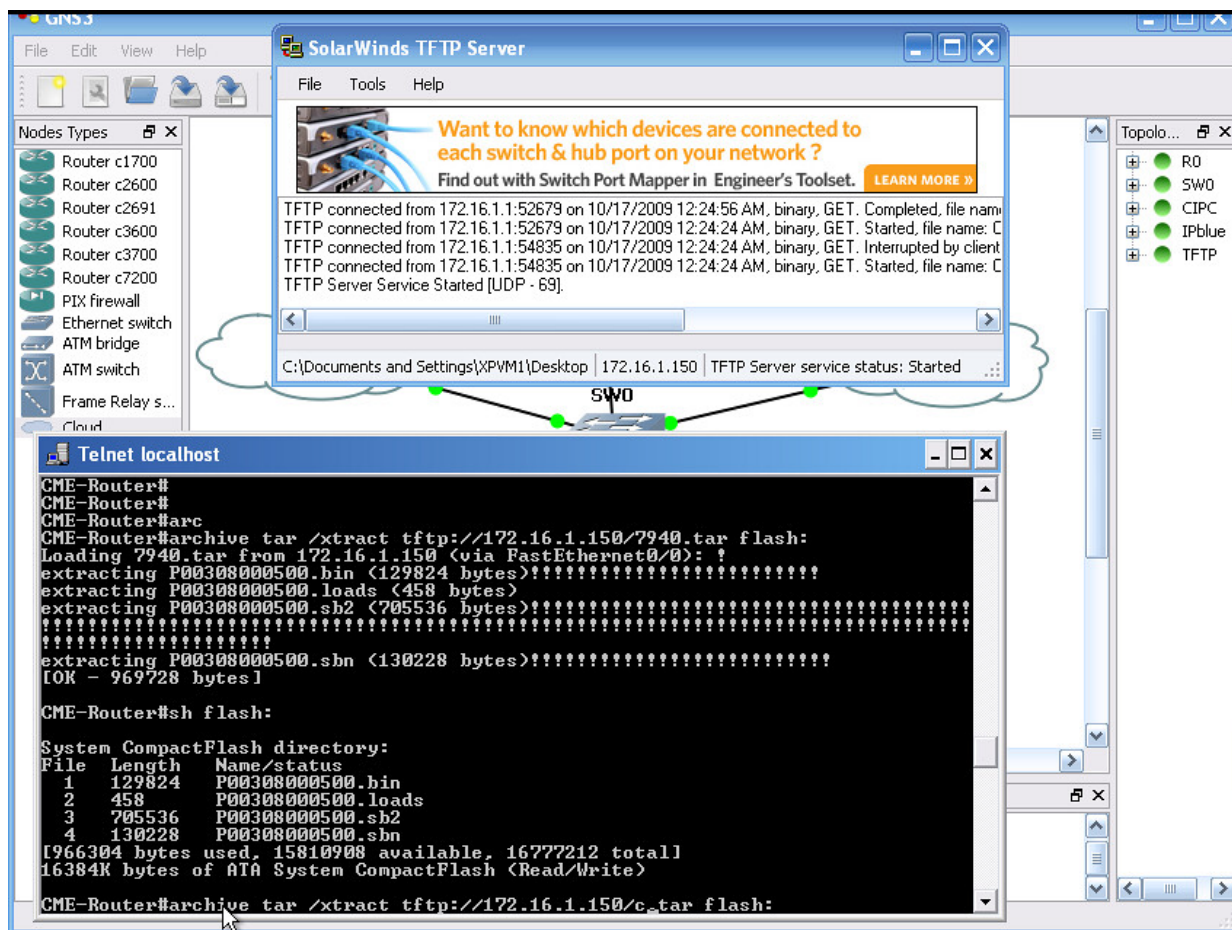 GNS3
File Edit View Help
Nodes Types
Router c1700
Router c2600
Router c2691
Router c3600
Router c3700
Router c7200
PIX firewall
Ethernet switch
ATM bridge
ATM switch
Frame Relay s...
Cloud
SolarWinds TFTP Server
File Tools Help
Want to know which devices are connected to
each switch & hub port on your network ?
Find out with Switch Port Mapper in Engineer's Toolset. LEARN MORE »
TFTP connected from 172.16.1.1:52679 on 10/17/2009 12:24:56 AM, binary, GET. Completed, file nam
TFTP connected from 172.16.1.1:52679 on 10/17/2009 12:24:24 AM, binary, GET. Started, file name: C
TFTP connected from 172.16.1.1:54835 on 10/17/2009 12:24:24 AM, binary, GET. Interrupted by client
TFTP connected from 172.16.1.1:54835 on 10/17/2009 12:24:24 AM, binary, GET. Started, file name: C
TFTP Server Service Started [UDP - 69].
C:\Documents and Settings\XPVM1\Desktop 172.16.1.150 TFTP Server service status: Started
SW0
Topolo...
R0
SW0
CIPC
IPblue
TFTP
Telnet localhost
CME-Router#
CME-Router#
CME-Router#arc
CME-Router#archive tar /xtract tftp://172.16.1.150/7940.tar flash:
Loading 7940.tar from 172.16.1.150 (via FastEthernet0/0): !
extracting P00308000500.bin (129824 bytes)!!!!!!!!!!!!!!!!!!!!!!!!!
extracting P00308000500.loads (458 bytes)
extracting P00308000500.sb2 (705536 bytes)!!!!!!!!!!!!!!!!!!!!!!!!!!!!!!!!!!!!!!
!!!!!!!!!!!!!!!!!!!!!!!!!!!!!!!!!!!!!!!!!!!!!!!!!!!!!!!!!!!!!!!!!!!!!!!!!!!!!!!!
!!!!!!!!!!!!!!!!!!!!
extracting P00308000500.sbn (130228 bytes)!!!!!!!!!!!!!!!!!!!!!!!!!!
[OK - 969728 bytes]
CME-Router#sh flash:
System CompactFlash directory:
File Length Name/status
1 129824 P00308000500.bin
2 458 P00308000500.loads
3 705536 P00308000500.sb2
4 130228 P00308000500.sbn
[966304 bytes used, 15810908 available, 16777212 total]
16384K bytes of ATA System CompactFlash (Read/Write)
CME-Router#archive tar /xtract tftp://172.16.1.150/c.tar flash: